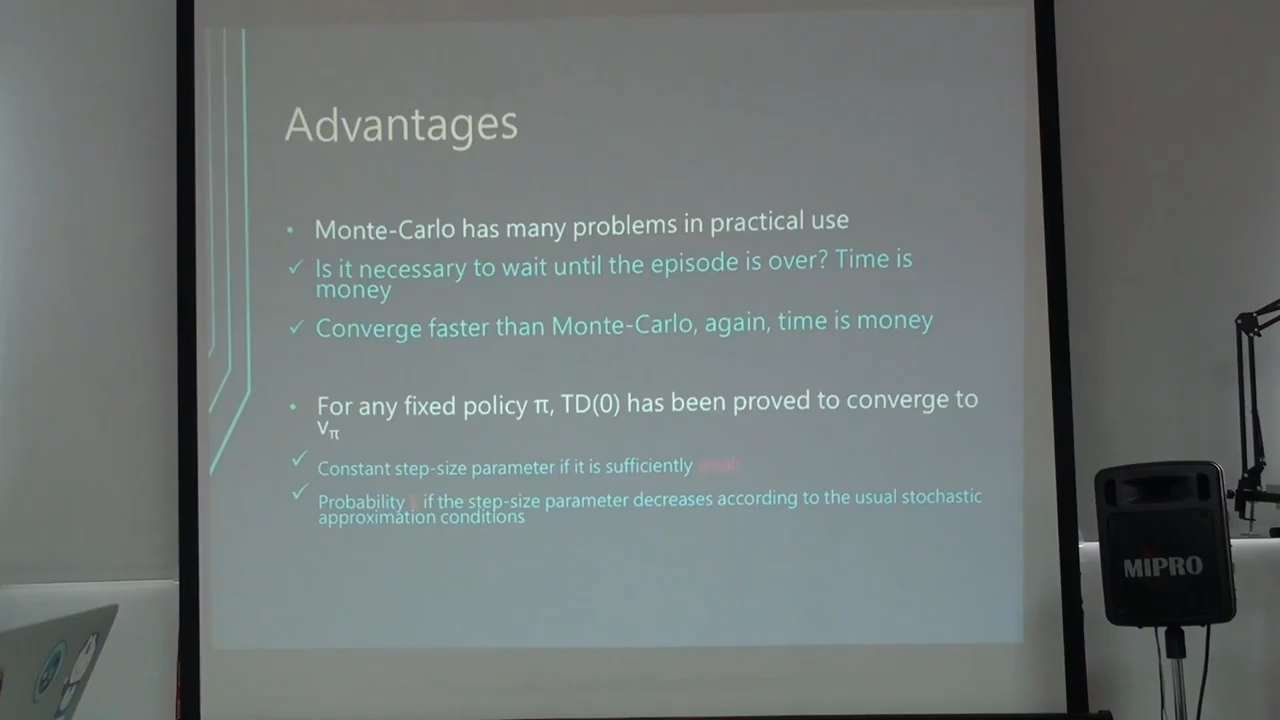 Advantages
• Monte-Carlo has many problems in practical use
✓ Is it necessary to wait until the episode is over? Time is
money
✓ Converge faster than Monte-Carlo, again, time is money
• For any fixed policy π, TD(0) has been proved to converge to
vπ
✓ Constant step-size parameter if it is sufficiently small
✓ Probability 1 if the step-size parameter decreases according to the usual stochastic
approximation conditions
MIPRO